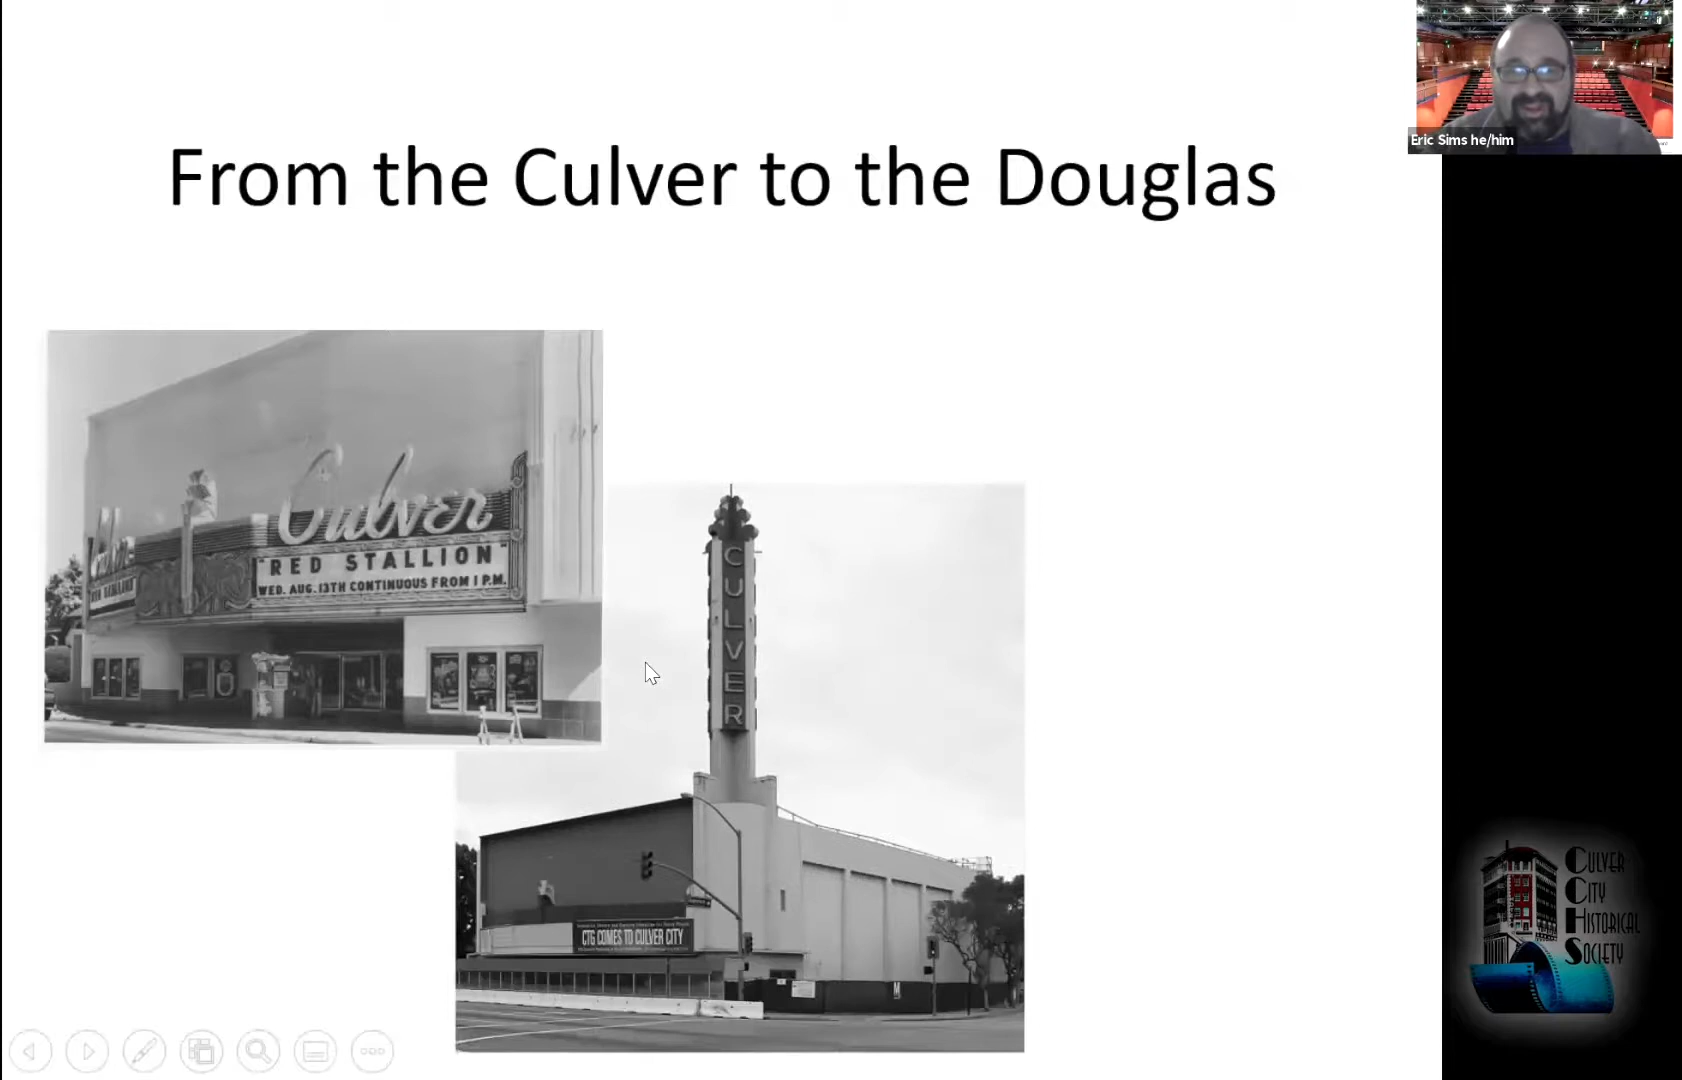 From the Culver to the Douglas
Eric Sims he/him
Culver
"RED STALLION"
WED. AUG. 13TH CONTINUOUS FROM 1 P.M.
CULVER
CTG COMES TO CULVER CITY
M
CULVER
CITY
HISTORICAL
SOCIETY